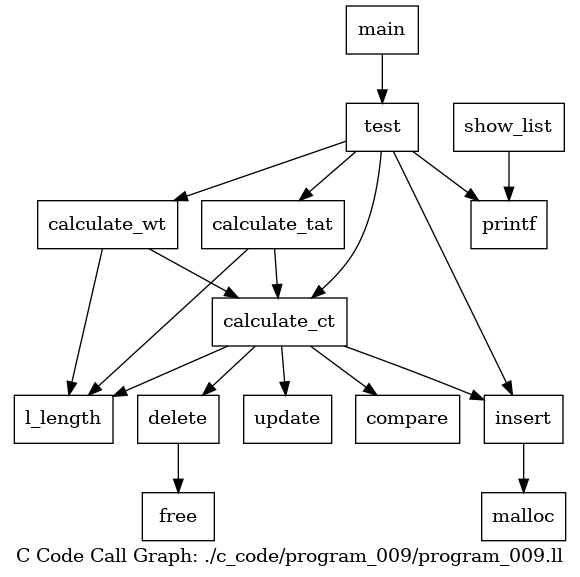 main
test
show_list
calculate_wt
calculate_tat
printf
calculate_ct
l_length
delete
update
compare
insert
free
malloc
C Code Call Graph: ./c_code/program_009/program_009.ll